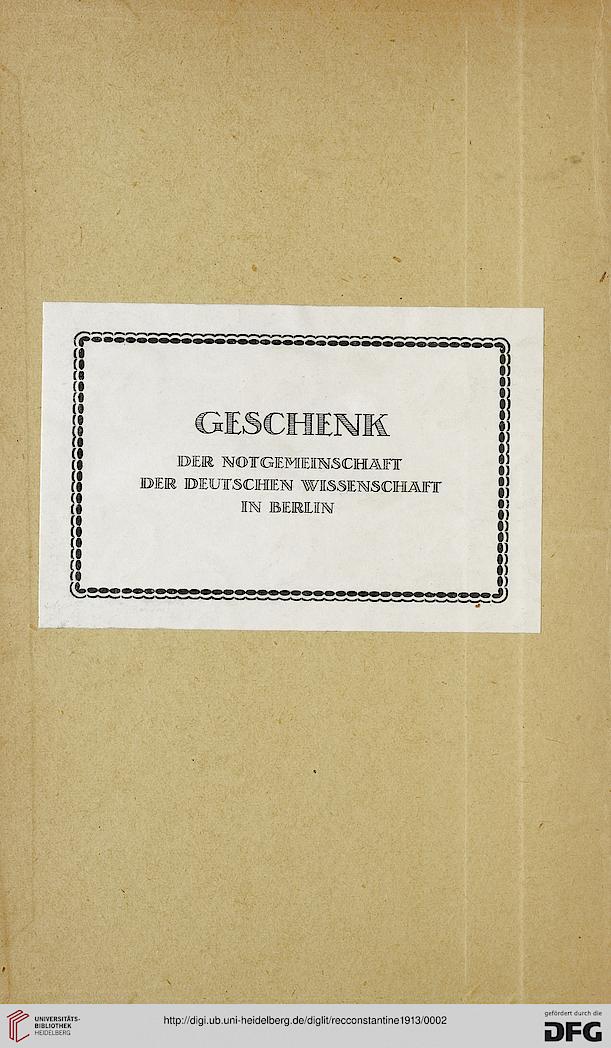 GESCHENK
DER NOTGEMEINSCHAFT
DER DEUTSCHEN WISSENSCHAFT
IN BERLIN
UNIVERSITÄTS-
BIBLIOTHEK
HEIDELBERG
http://digi.ub.uni-heidelberg.de/diglit/recconstantine1913/0002
gefördert durch die
DFG